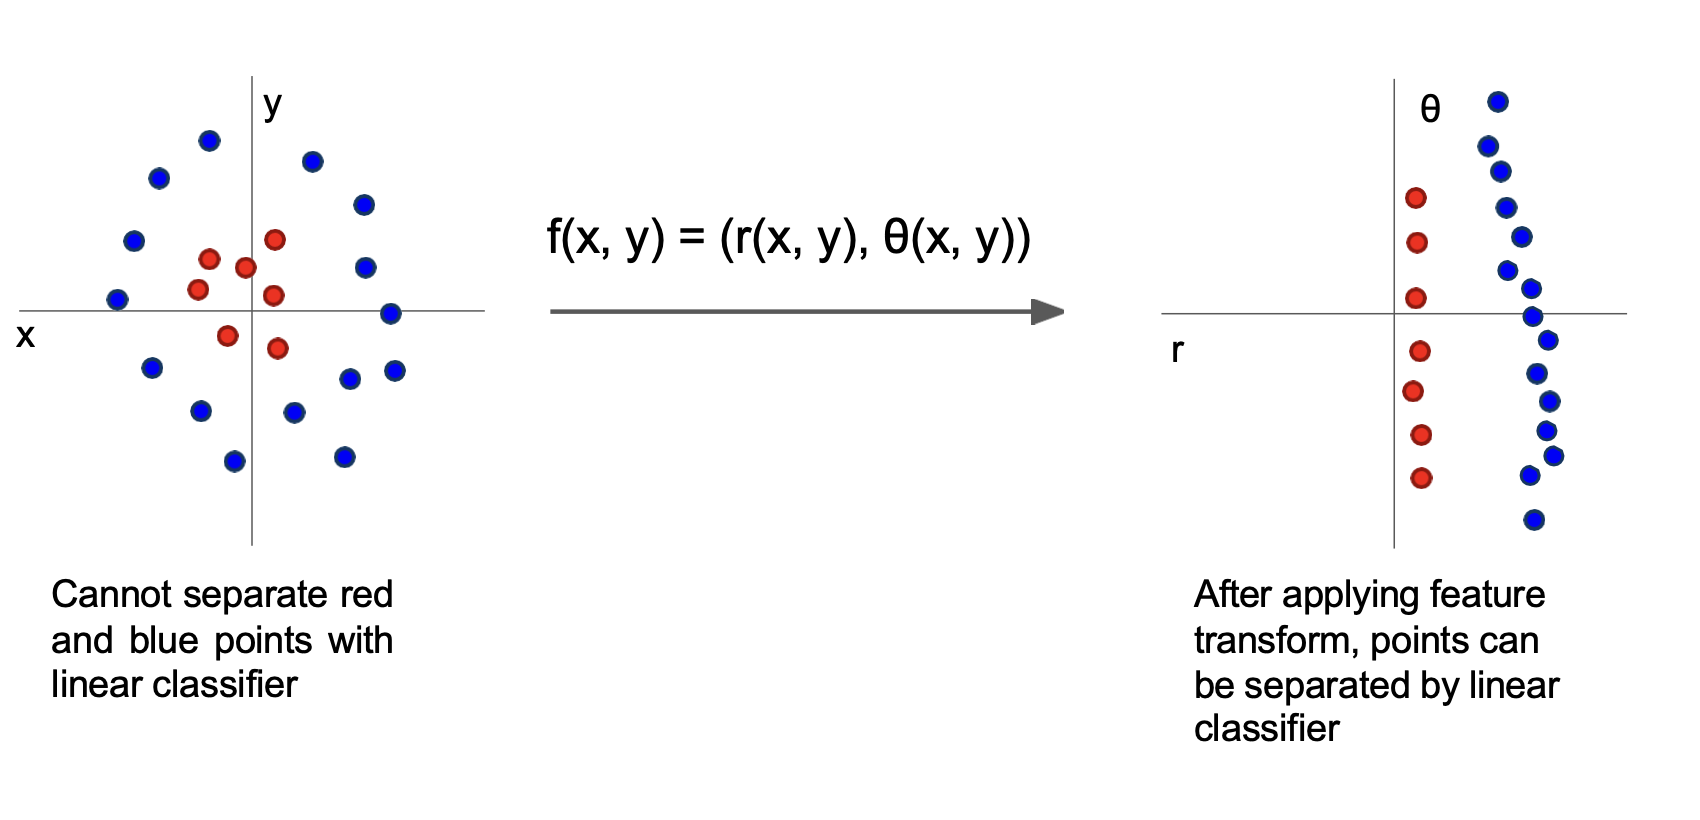 y
x
Cannot separate red
and blue points with
linear classifier
f(x, y) = (r(x, y), θ(x, y))
θ
r
After applying feature
transform, points can
be separated by linear
classifier